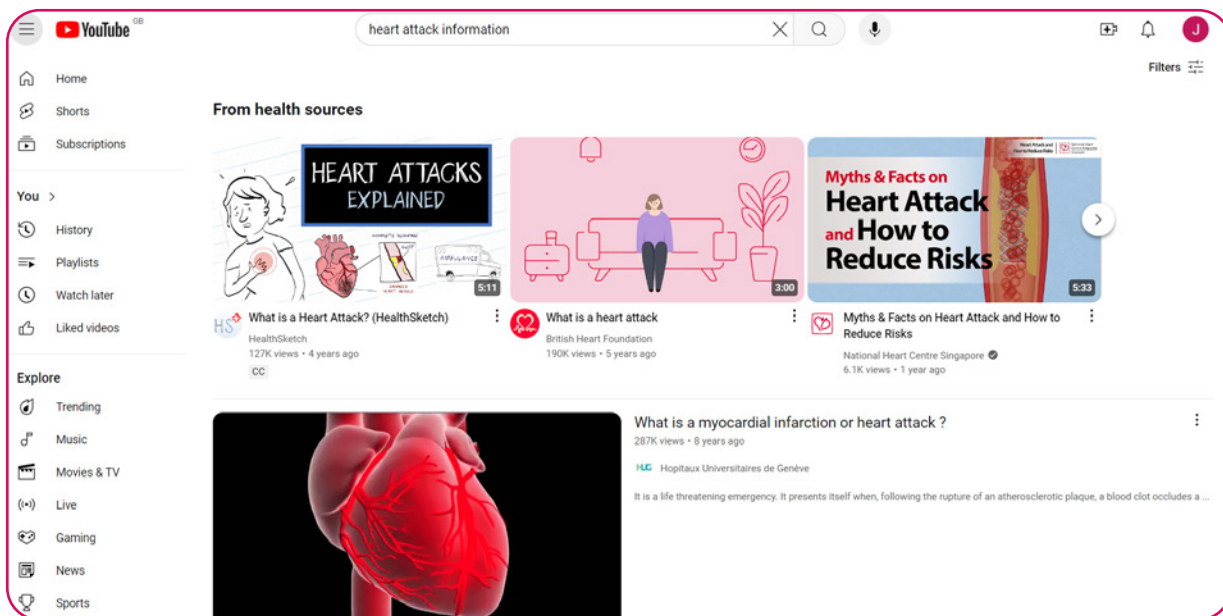 YouTube GB
heart attack information
J
Filters
Home
Shorts
Subscriptions
You >
History
Playlists
Watch later
Liked videos
Explore
Trending
Music
Movies & TV
Live
Gaming
News
Sports
From health sources
HEART ATTACKS
EXPLAINED
AMBULANCE
5:11
HS
What is a Heart Attack? (HealthSketch)
HealthSketch
127K views • 4 years ago
CC
3:00
What is a heart attack
British Heart Foundation
190K views • 5 years ago
Myths & Facts on
Heart Attack
and How to
Reduce Risks
5:33
Myths & Facts on Heart Attack and How to
Reduce Risks
National Heart Centre Singapore
6.1K views • 1 year ago
What is a myocardial infarction or heart attack ?
287K views • 8 years ago
HUG Hopitaux Universitaires de Genève
It is a life threatening emergency. It presents itself when, following the rupture of an atherosclerotic plaque, a blood clot occludes a ...